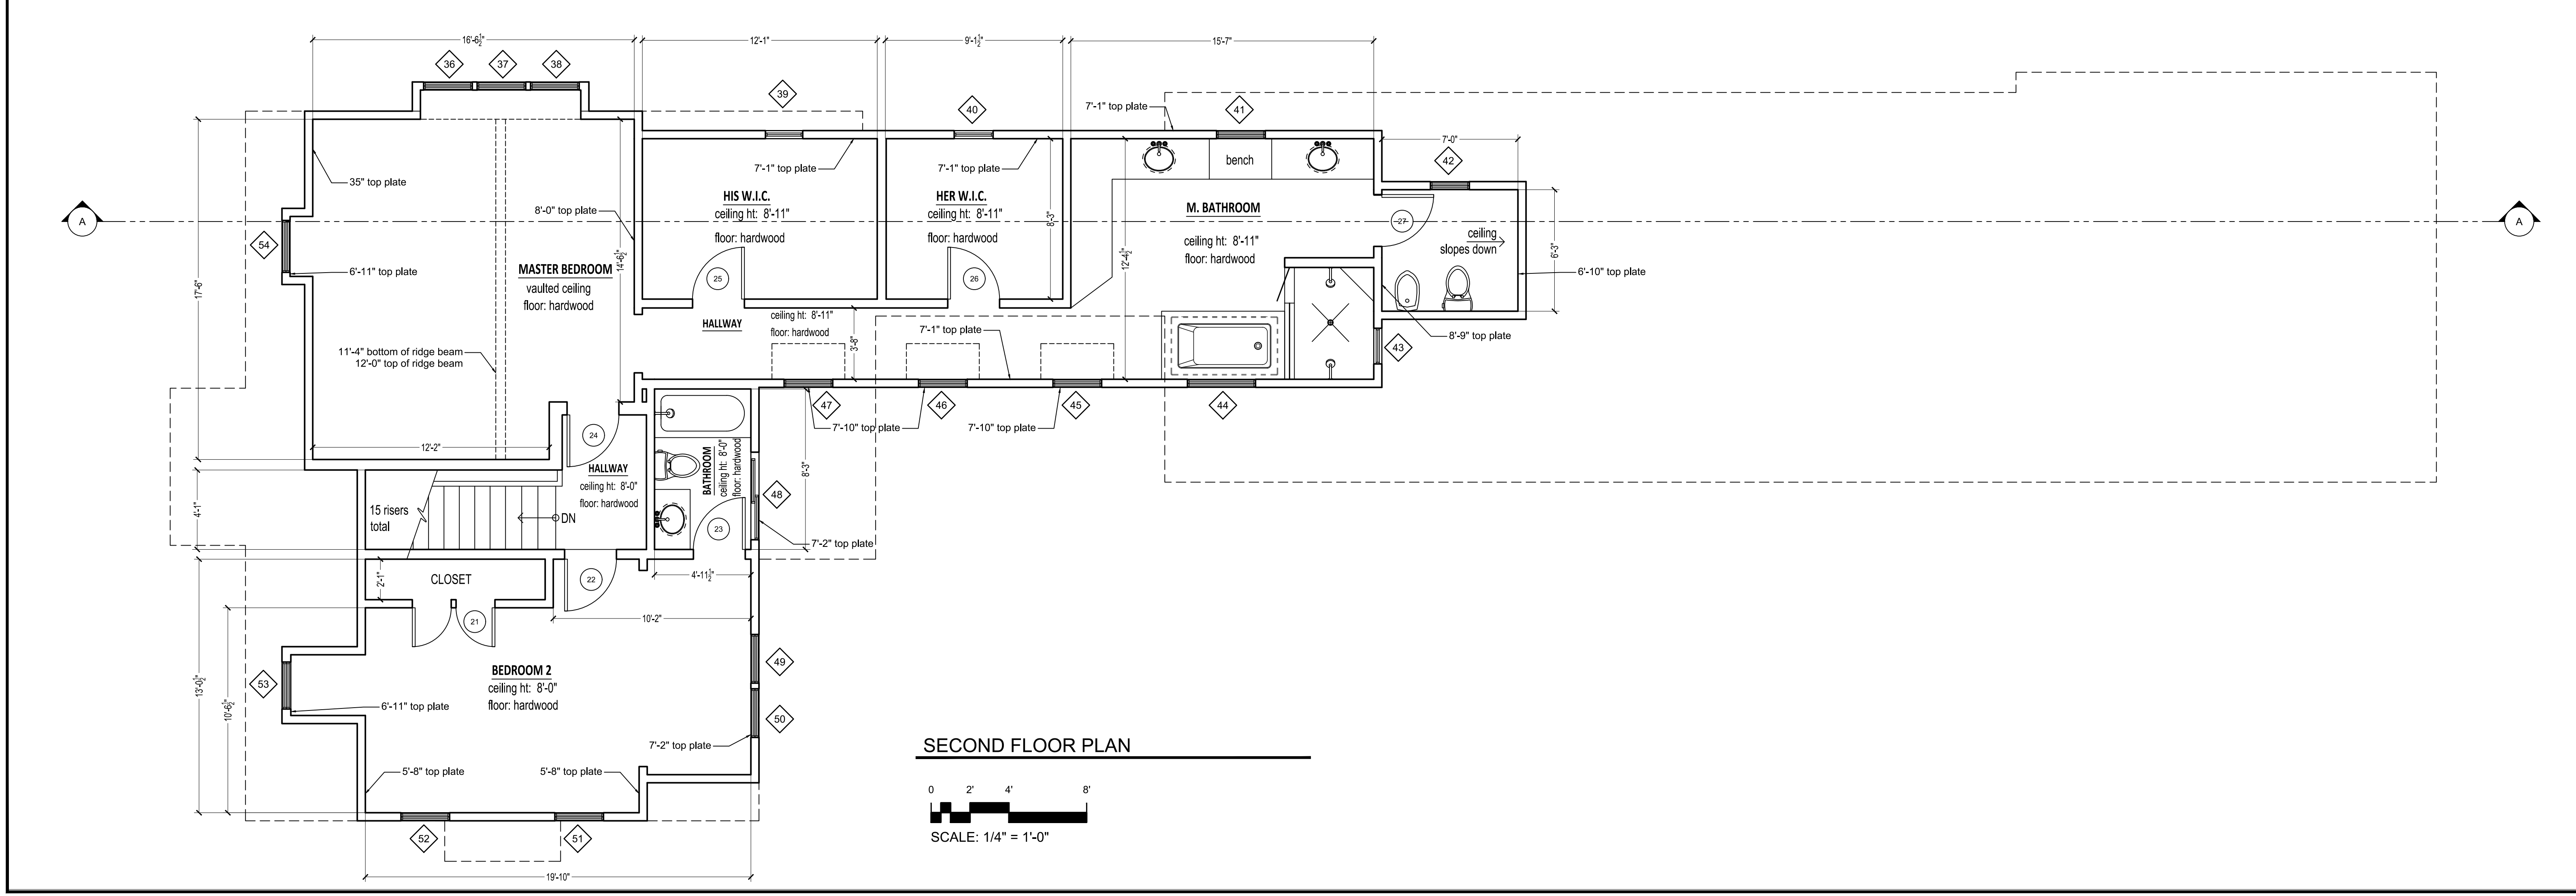 16'-6½"
12'-1"
9'-1½"
15'-7"
36
37
38
39
40
41
7'-1" top plate
7'-0"
42
35" top plate
7'-1" top plate
7'-1" top plate
bench
HIS W.I.C.
ceiling ht: 8'-11"
floor: hardwood
HER W.I.C.
ceiling ht: 8'-11"
floor: hardwood
8'-3"
M. BATHROOM
ceiling ht: 8'-11"
floor: hardwood
12'-4½"
8'-0" top plate
A
27
A
ceiling
slopes down
6'-3"
54
6'-11" top plate
14'-6½"
17'-6"
MASTER BEDROOM
vaulted ceiling
floor: hardwood
25
26
6'-10" top plate
HALLWAY
ceiling ht: 8'-11"
floor: hardwood
3'-8"
7'-1" top plate
8'-9" top plate
43
11'-4" bottom of ridge beam
12'-0" top of ridge beam
47
46
45
44
7'-10" top plate
7'-10" top plate
12'-2"
24
HALLWAY
ceiling ht: 8'-0"
floor: hardwood
BATHROOM
ceiling ht: 8'-0"
floor: hardwood
8'-3"
48
4'-1"
15 risers
total
DN
23
7'-2" top plate
2'-1"
CLOSET
22
4'-11½"
21
10'-2"
13'-0½"
10'-6½"
53
BEDROOM 2
ceiling ht: 8'-0"
floor: hardwood
49
6'-11" top plate
50
7'-2" top plate
5'-8" top plate
5'-8" top plate
52
51
19'-10"
SECOND FLOOR PLAN
0 2' 4' 8'
SCALE: 1/4" = 1'-0"